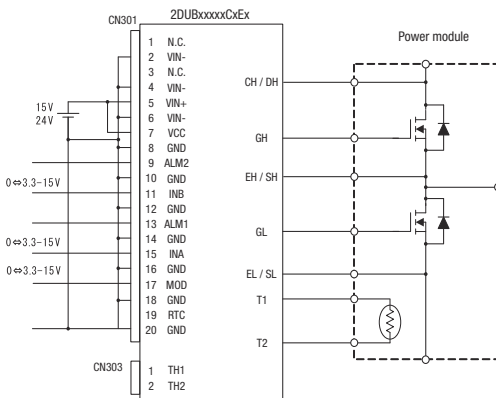 2DUBxxxxxCxEx
CN301
Power module
1 N.C.
2 VIN-
3 N.C.
4 VIN-
5 VIN+
6 VIN-
7 VCC
8 GND
9 ALM2
10 GND
11 INB
12 GND
13 ALM1
14 GND
15 INA
16 GND
17 MOD
18 GND
19 RTC
20 GND
15V
24V
0⇔3.3-15V
0⇔3.3-15V
0⇔3.3-15V
CH / DH
GH
EH / SH
GL
EL / SL
T1
T2
CN303
1 TH1
2 TH2